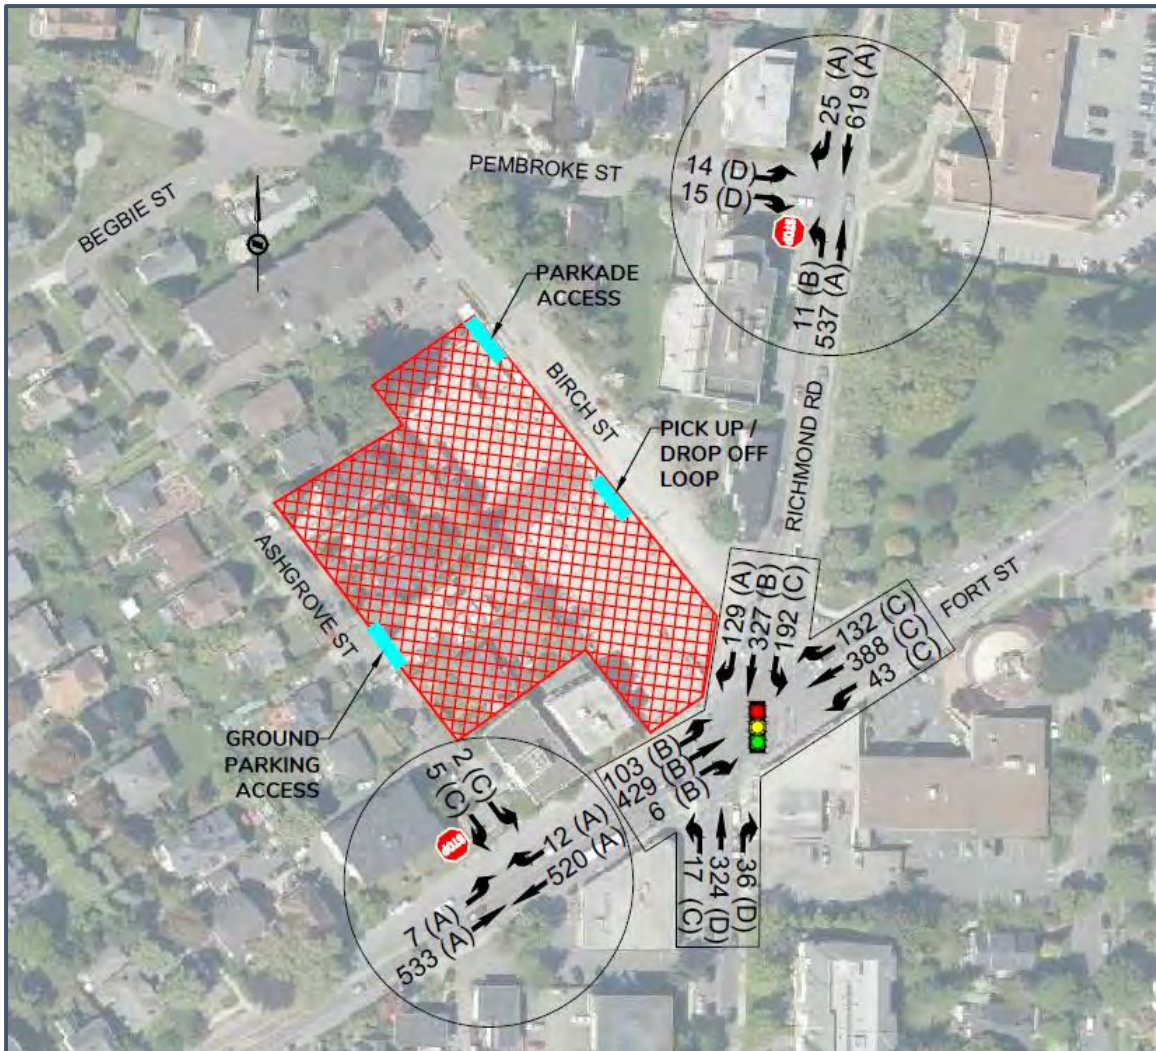 25 (A)
619 (A)
14 (D)
15 (D)
STOP
11 (B)
537 (A)
PEMBROKE ST
BEGBIE ST
PARKADE
ACCESS
BIRCH ST
PICK UP /
DROP OFF
LOOP
RICHMOND RD
ASHGROVE ST
FORT ST
129 (A)
327 (B)
192 (C)
132 (C)
388 (C)
43 (C)
103 (B)
429 (B)
6 (B)
17 (C)
324 (D)
36 (D)
GROUND
PARKING
ACCESS
2 (C)
5 (C)
STOP
12 (A)
520 (A)
7 (A)
533 (A)